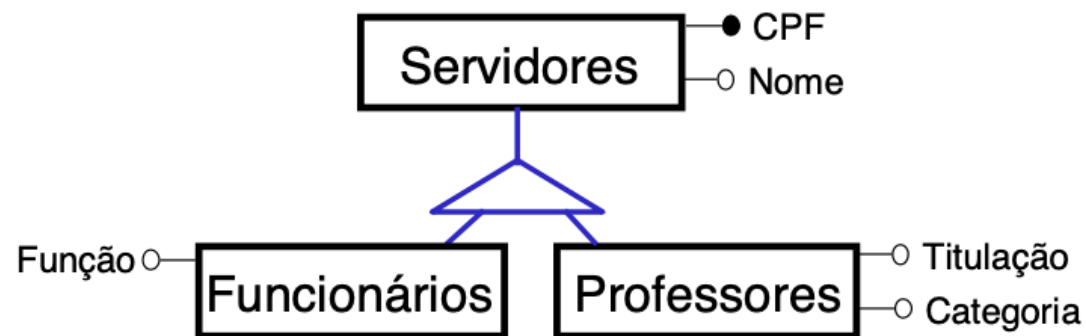 CPF
Servidores
Nome
Função
Funcionários
Professores
Titulação
Categoria